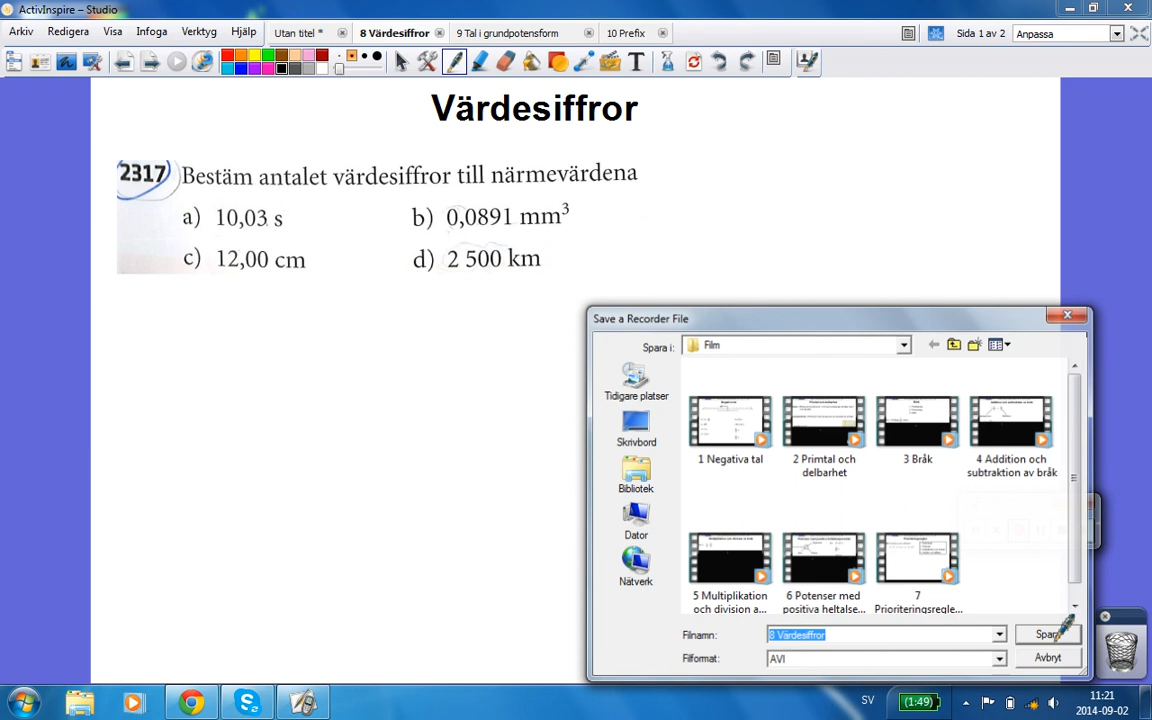 ActivInspire – Studio
Arkiv Redigera Visa Infoga Verktyg Hjälp
Utan titel * 8 Värdesiffror 9 Tal i grundpotensform 10 Prefix
Sida 1 av 2 Anpassa
Värdesiffror
2317 Bestäm antalet värdesiffror till närmevärdena
a) 10,03 s b) 0,0891 mm³
c) 12,00 cm d) 2 500 km
Save a Recorder File
Spara i: Film
Tidigare platser
Skrivbord
Bibliotek
Dator
Nätverk
1 Negativa tal
2 Primtal och
delbarhet
3 Bråk
4 Addition och
subtraktion av bråk
5 Multiplikation
och division a...
6 Potenser med
positiva heltalse...
7
Prioriteringsregle...
Filnamn: 8 Värdesiffror
Spara
Filformat: AVI
Avbryt
SV (1:49) 11:21
2014-09-02